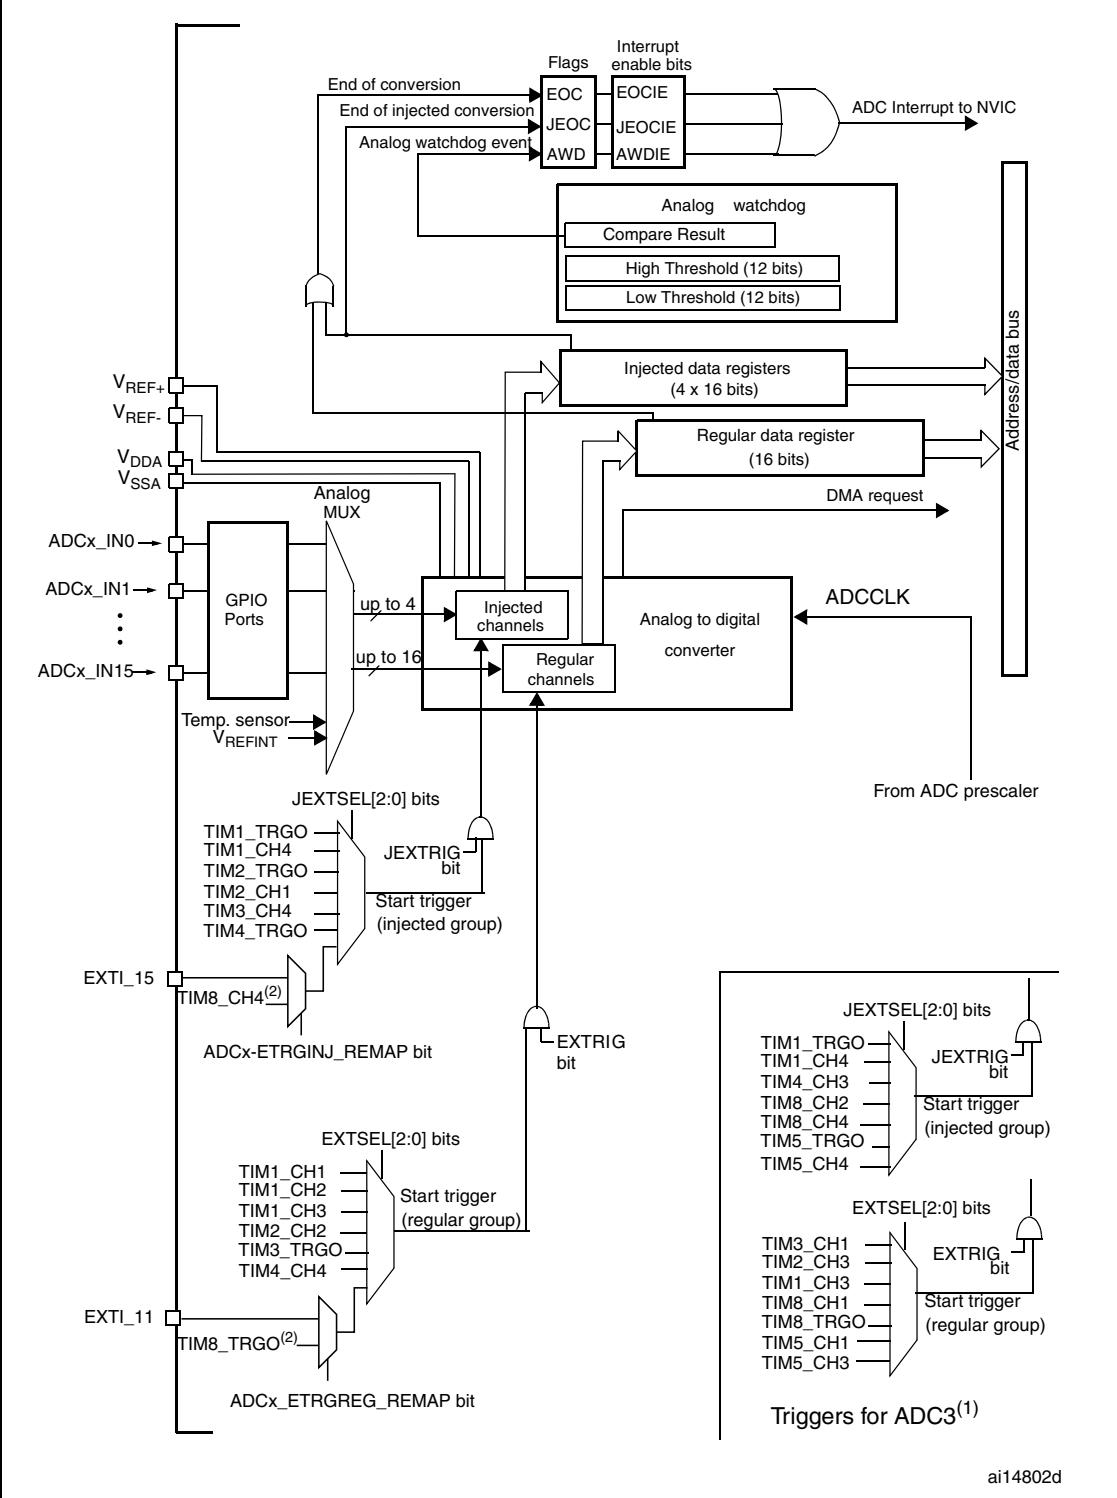 Interrupt
Flags enable bits
End of conversion
EOC EOCIE
ADC Interrupt to NVIC
End of injected conversion
JEOC JEOCIE
Analog watchdog event
AWD AWDIE
Analog watchdog
Compare Result
High Threshold (12 bits)
Low Threshold (12 bits)
Address/data bus
Injected data registers
(4 x 16 bits)
VREF+
VREF-
Regular data register
(16 bits)
VDDA
VSSA
Analog
MUX
DMA request
ADCx_IN0
ADCx_IN1
ADCx_IN15
GPIO
Ports
up to 4
up to 16
Injected
channels
Regular
channels
Analog to digital
converter
ADCCLK
Temp. sensor
VREFINT
From ADC prescaler
JEXTSEL[2:0] bits
TIM1_TRGO
TIM1_CH4
TIM2_TRGO
TIM2_CH1
TIM3_CH4
TIM4_TRGO
JEXTRIG
bit
Start trigger
(injected group)
EXTI_15
TIM8_CH4(2)
ADCx-ETRGINJ_REMAP bit
EXTRIG
bit
EXTSEL[2:0] bits
TIM1_CH1
TIM1_CH2
TIM1_CH3
TIM2_CH2
TIM3_TRGO
TIM4_CH4
Start trigger
(regular group)
EXTI_11
TIM8_TRGO(2)
ADCx_ETRGREG_REMAP bit
JEXTSEL[2:0] bits
TIM1_TRGO
TIM1_CH4
TIM4_CH3
TIM8_CH2
TIM8_CH4
TIM5_TRGO
TIM5_CH4
JEXTRIG
bit
Start trigger
(injected group)
EXTSEL[2:0] bits
TIM3_CH1
TIM2_CH3
TIM1_CH3
TIM8_CH1
TIM8_TRGO
TIM5_CH1
TIM5_CH3
EXTRIG
bit
Start trigger
(regular group)
Triggers for ADC3(1)
ai14802d